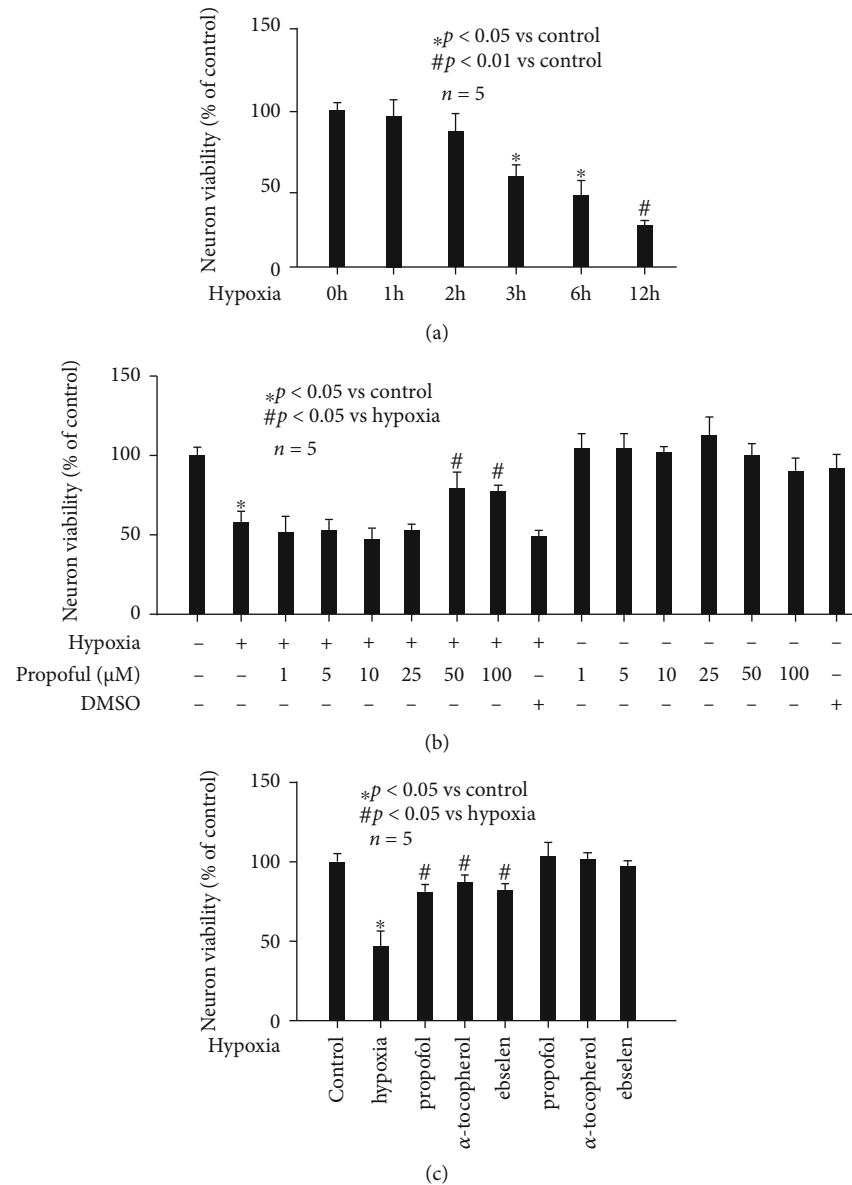 150
*p < 0.05 vs control
#p < 0.01 vs control
n = 5
100
50
0
Neuron viability (% of control)
* * #
Hypoxia 0h 1h 2h 3h 6h 12h
(a)
150
*p < 0.05 vs control
#p < 0.05 vs hypoxia
n = 5
100
50
0
Neuron viability (% of control)
* # #
Hypoxia – + + + + + + + + – – – – – – –
Propoful (μM) – – 1 5 10 25 50 100 – 1 5 10 25 50 100 –
DMSO – – – – – – – – + – – – – – – +
(b)
150
*p < 0.05 vs control
#p < 0.05 vs hypoxia
n = 5
100
50
0
Neuron viability (% of control)
* # # #
Hypoxia
Control
hypoxia
propofol
α-tocopherol
ebselen
propofol
α-tocopherol
ebselen
(c)